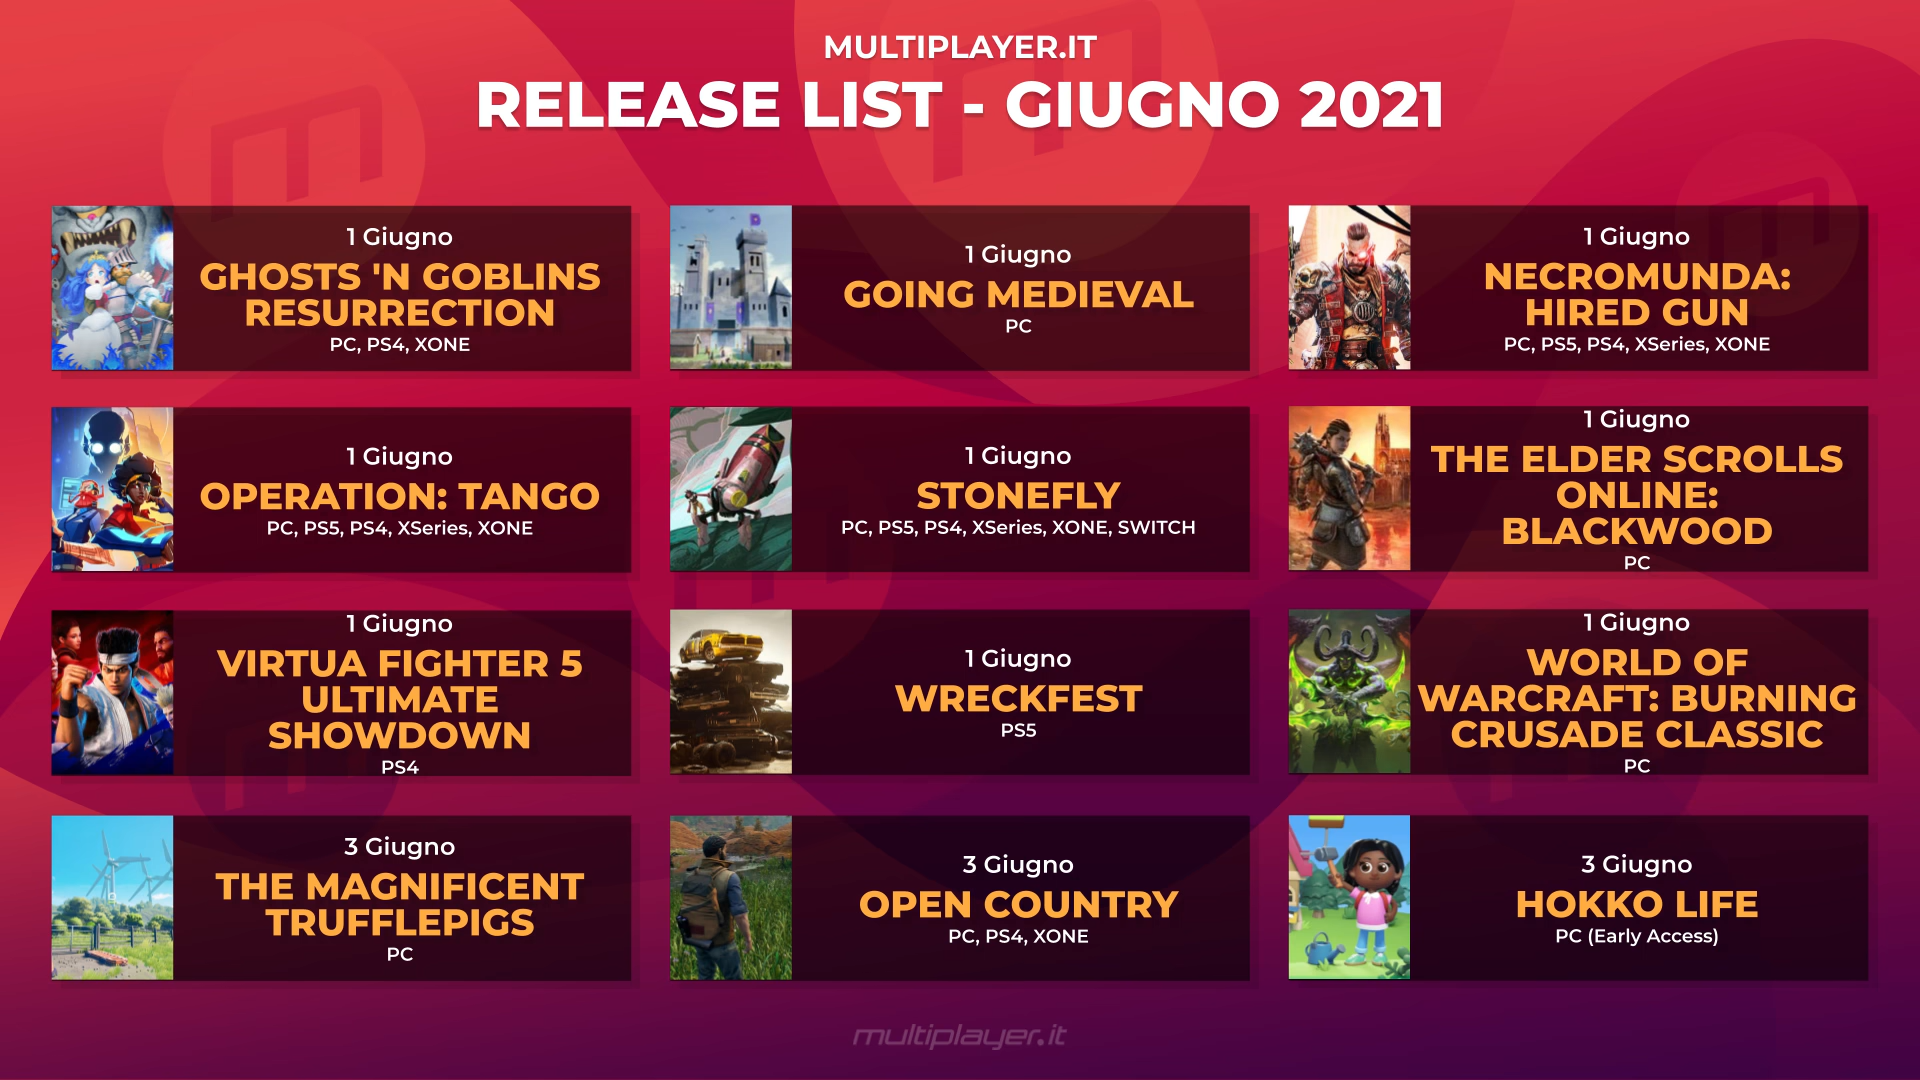 MULTIPLAYER.IT
RELEASE LIST - GIUGNO 2021
1 Giugno
GHOSTS 'N GOBLINS
RESURRECTION
PC, PS4, XONE
1 Giugno
GOING MEDIEVAL
PC
1 Giugno
NECROMUNDA:
HIRED GUN
PC, PS5, PS4, XSeries, XONE
1 Giugno
OPERATION: TANGO
PC, PS5, PS4, XSeries, XONE
1 Giugno
STONEFLY
PC, PS5, PS4, XSeries, XONE, SWITCH
1 Giugno
THE ELDER SCROLLS
ONLINE:
BLACKWOOD
PC
1 Giugno
VIRTUA FIGHTER 5
ULTIMATE
SHOWDOWN
PS4
1 Giugno
WRECKFEST
PS5
1 Giugno
WORLD OF
WARCRAFT: BURNING
CRUSADE CLASSIC
PC
3 Giugno
THE MAGNIFICENT
TRUFFLEPIGS
PC
3 Giugno
OPEN COUNTRY
PC, PS4, XONE
3 Giugno
HOKKO LIFE
PC (Early Access)
multiplayer.it